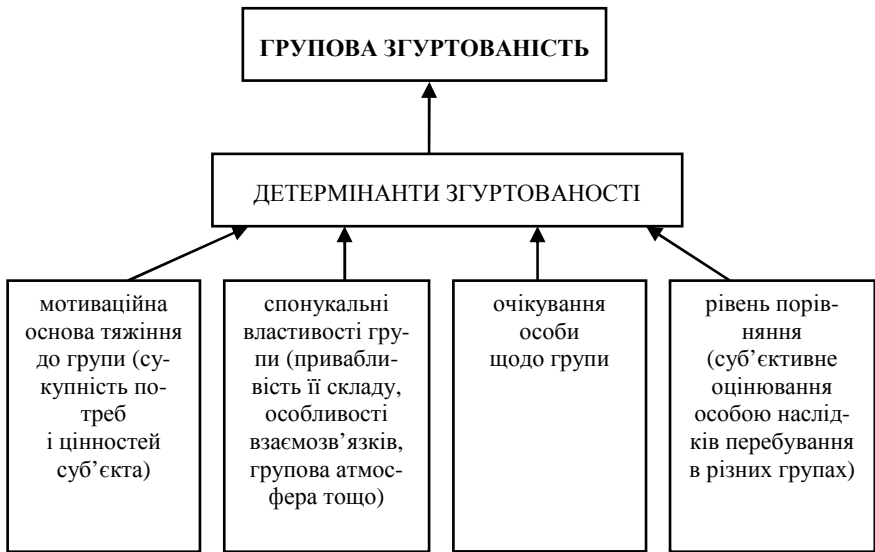 ГРУПОВА ЗГУРТОВАНІСТЬ
ДЕТЕРМІНАНТИ ЗГУРТОВАНОСТІ
мотиваційна
основа тяжіння
до групи (су-
купність по-
треб
і цінностей
суб’єкта)
спонукальні
властивості гру-
пи (привабли-
вість її складу,
особливості
взаємозв’язків,
групова атмос-
фера тощо)
очікування
особи
щодо групи
рівень порів-
няння
(суб’єктивне
оцінювання
особою наслід-
ків перебування
в різних групах)